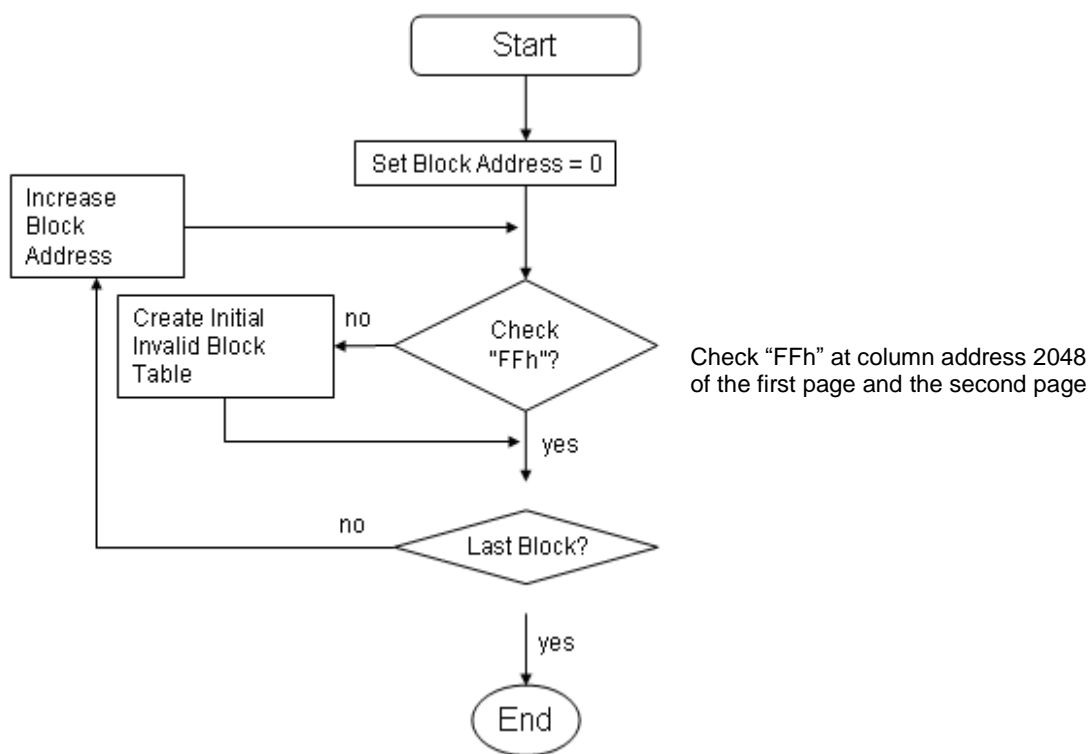 Start
Set Block Address = 0
Increase
Block
Address
Create Initial
Invalid Block
Table
no
Check
"FFh"?
Check “FFh” at column address 2048
of the first page and the second page
yes
no
Last Block?
yes
End